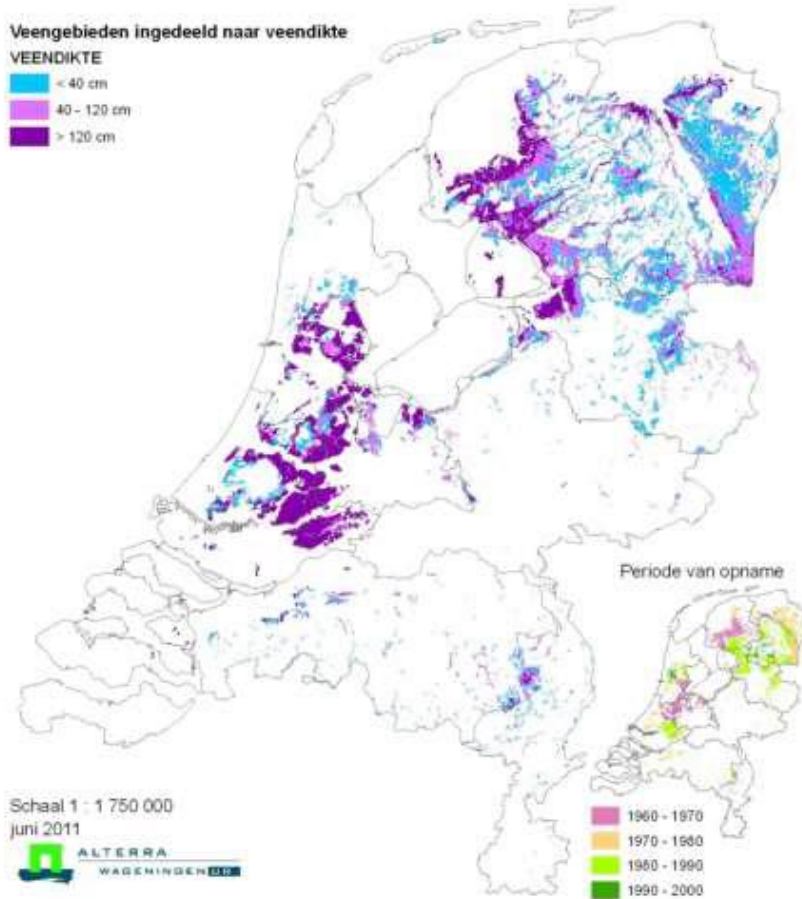 Veengebieden ingedeeld naar veendikte
VEENDIKTE
< 40 cm
40 - 120 cm
> 120 cm
Periode van opname
1960 - 1970
1970 - 1980
1980 - 1990
1990 - 2000
Schaal 1 : 1 750 000
juni 2011
ALTERRA
WAGENINGEN UR